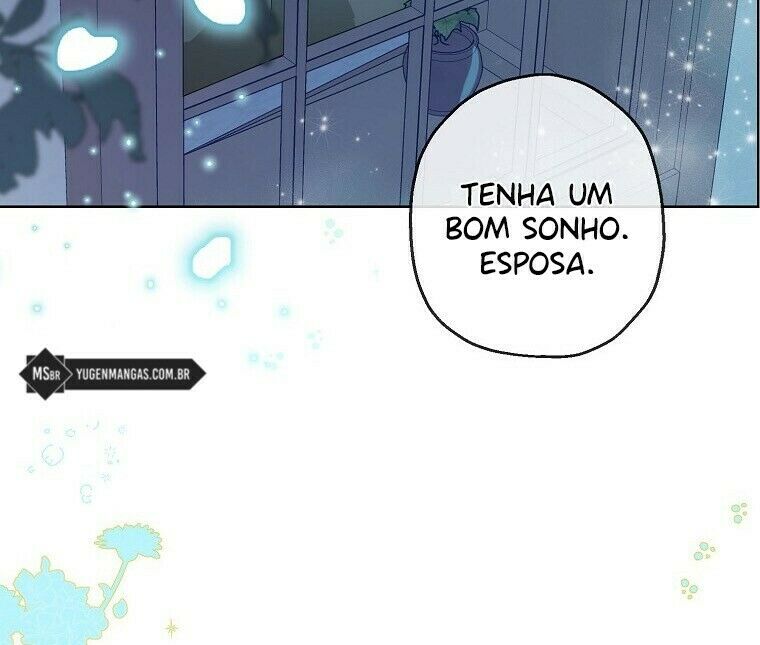 TENHA UM
BOM SONHO.
ESPOSA.
MSBR
YUGENMANGAS.COM.BR